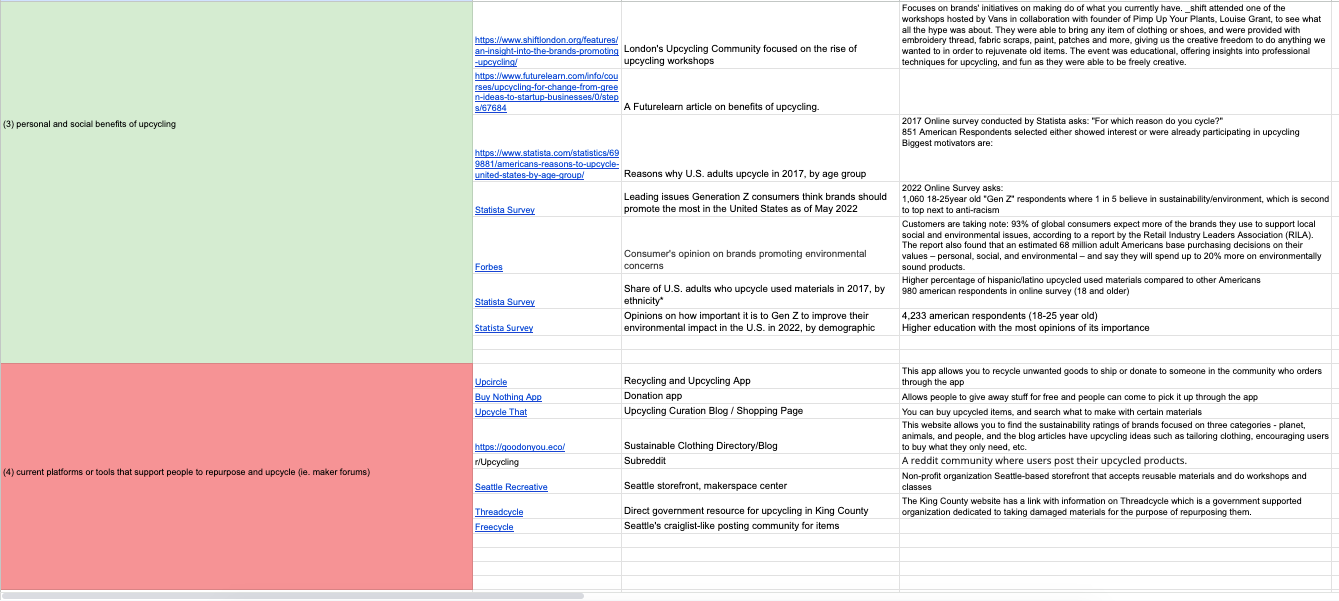 Focuses on brands' initiatives on making do of what you currently have. _shift attended one of the
workshops hosted by Vans in collaboration with founder of Pimp Up Your Plants, Louise Grant, to see what
all the hype was about. They were able to bring any item of clothing or shoes, and were provided with
embroidery thread, fabric scraps, paint, patches and more, giving us the creative freedom to do anything we
wanted to in order to rejuvenate old items. The event was educational, offering insights into professional
techniques for upcycling, and fun as they were able to be freely creative.
https://www.shiftlondon.org/features/
an-insight-into-the-brands-promoting
-upcycling/
London's Upcycling Community focused on the rise of
upcycling workshops
https://www.futurelearn.com/info/cou
rses/upcycling-for-change-from-gree
n-ideas-to-startup-businesses/0/step
s/67684
A Futurelearn article on benefits of upcycling.
(3) personal and social benefits of upcycling
2017 Online survey conducted by Statista asks: "For which reason do you cycle?"
851 American Respondents selected either showed interest or were already participating in upcycling
Biggest motivators are:
https://www.statista.com/statistics/69
9881/americans-reasons-to-upcycle-
united-states-by-age-group/
Reasons why U.S. adults upcycle in 2017, by age group
Statista Survey
Leading issues Generation Z consumers think brands should
promote the most in the United States as of May 2022
2022 Online Survey asks:
1,060 18-25year old "Gen Z" respondents where 1 in 5 believe in sustainability/environment, which is second
to top next to anti-racism
Forbes
Consumer's opinion on brands promoting environmental
concerns
Customers are taking note: 93% of global consumers expect more of the brands they use to support local
social and environmental issues, according to a report by the Retail Industry Leaders Association (RILA).
The report also found that an estimated 68 million adult Americans base purchasing decisions on their
values – personal, social, and environmental – and say they will spend up to 20% more on environmentally
sound products.
Statista Survey
Share of U.S. adults who upcycle used materials in 2017, by
ethnicity*
Higher percentage of hispanic/latino upcycled used materials compared to other Americans
980 american respondents in online survey (18 and older)
Statista Survey
Opinions on how important it is to Gen Z to improve their
environmental impact in the U.S. in 2022, by demographic
4,233 american respondents (18-25 year old)
Higher education with the most opinions of its importance
Upcircle
Recycling and Upcycling App
This app allows you to recycle unwanted goods to ship or donate to someone in the community who orders
through the app
Buy Nothing App
Donation app
Allows people to give away stuff for free and people can come to pick it up through the app
Upcycle That
Upcycling Curation Blog / Shopping Page
You can buy upcycled items, and search what to make with certain materials
https://goodonyou.eco/
Sustainable Clothing Directory/Blog
This website allows you to find the sustainability ratings of brands focused on three categories - planet,
animals, and people, and the blog articles have upcycling ideas such as tailoring clothing, encouraging users
to buy what they only need, etc.
r/Upcycling
Subreddit
A reddit community where users post their upcycled products.
(4) current platforms or tools that support people to repurpose and upcycle (ie. maker forums)
Seattle Recreative
Seattle storefront, makerspace center
Non-profit organization Seattle-based storefront that accepts reusable materials and do workshops and
classes
Threadcycle
Direct government resource for upcycling in King County
The King County website has a link with information on Threadcycle which is a government supported
organization dedicated to taking damaged materials for the purpose of repurposing them.
Freecycle
Seattle's craiglist-like posting community for items